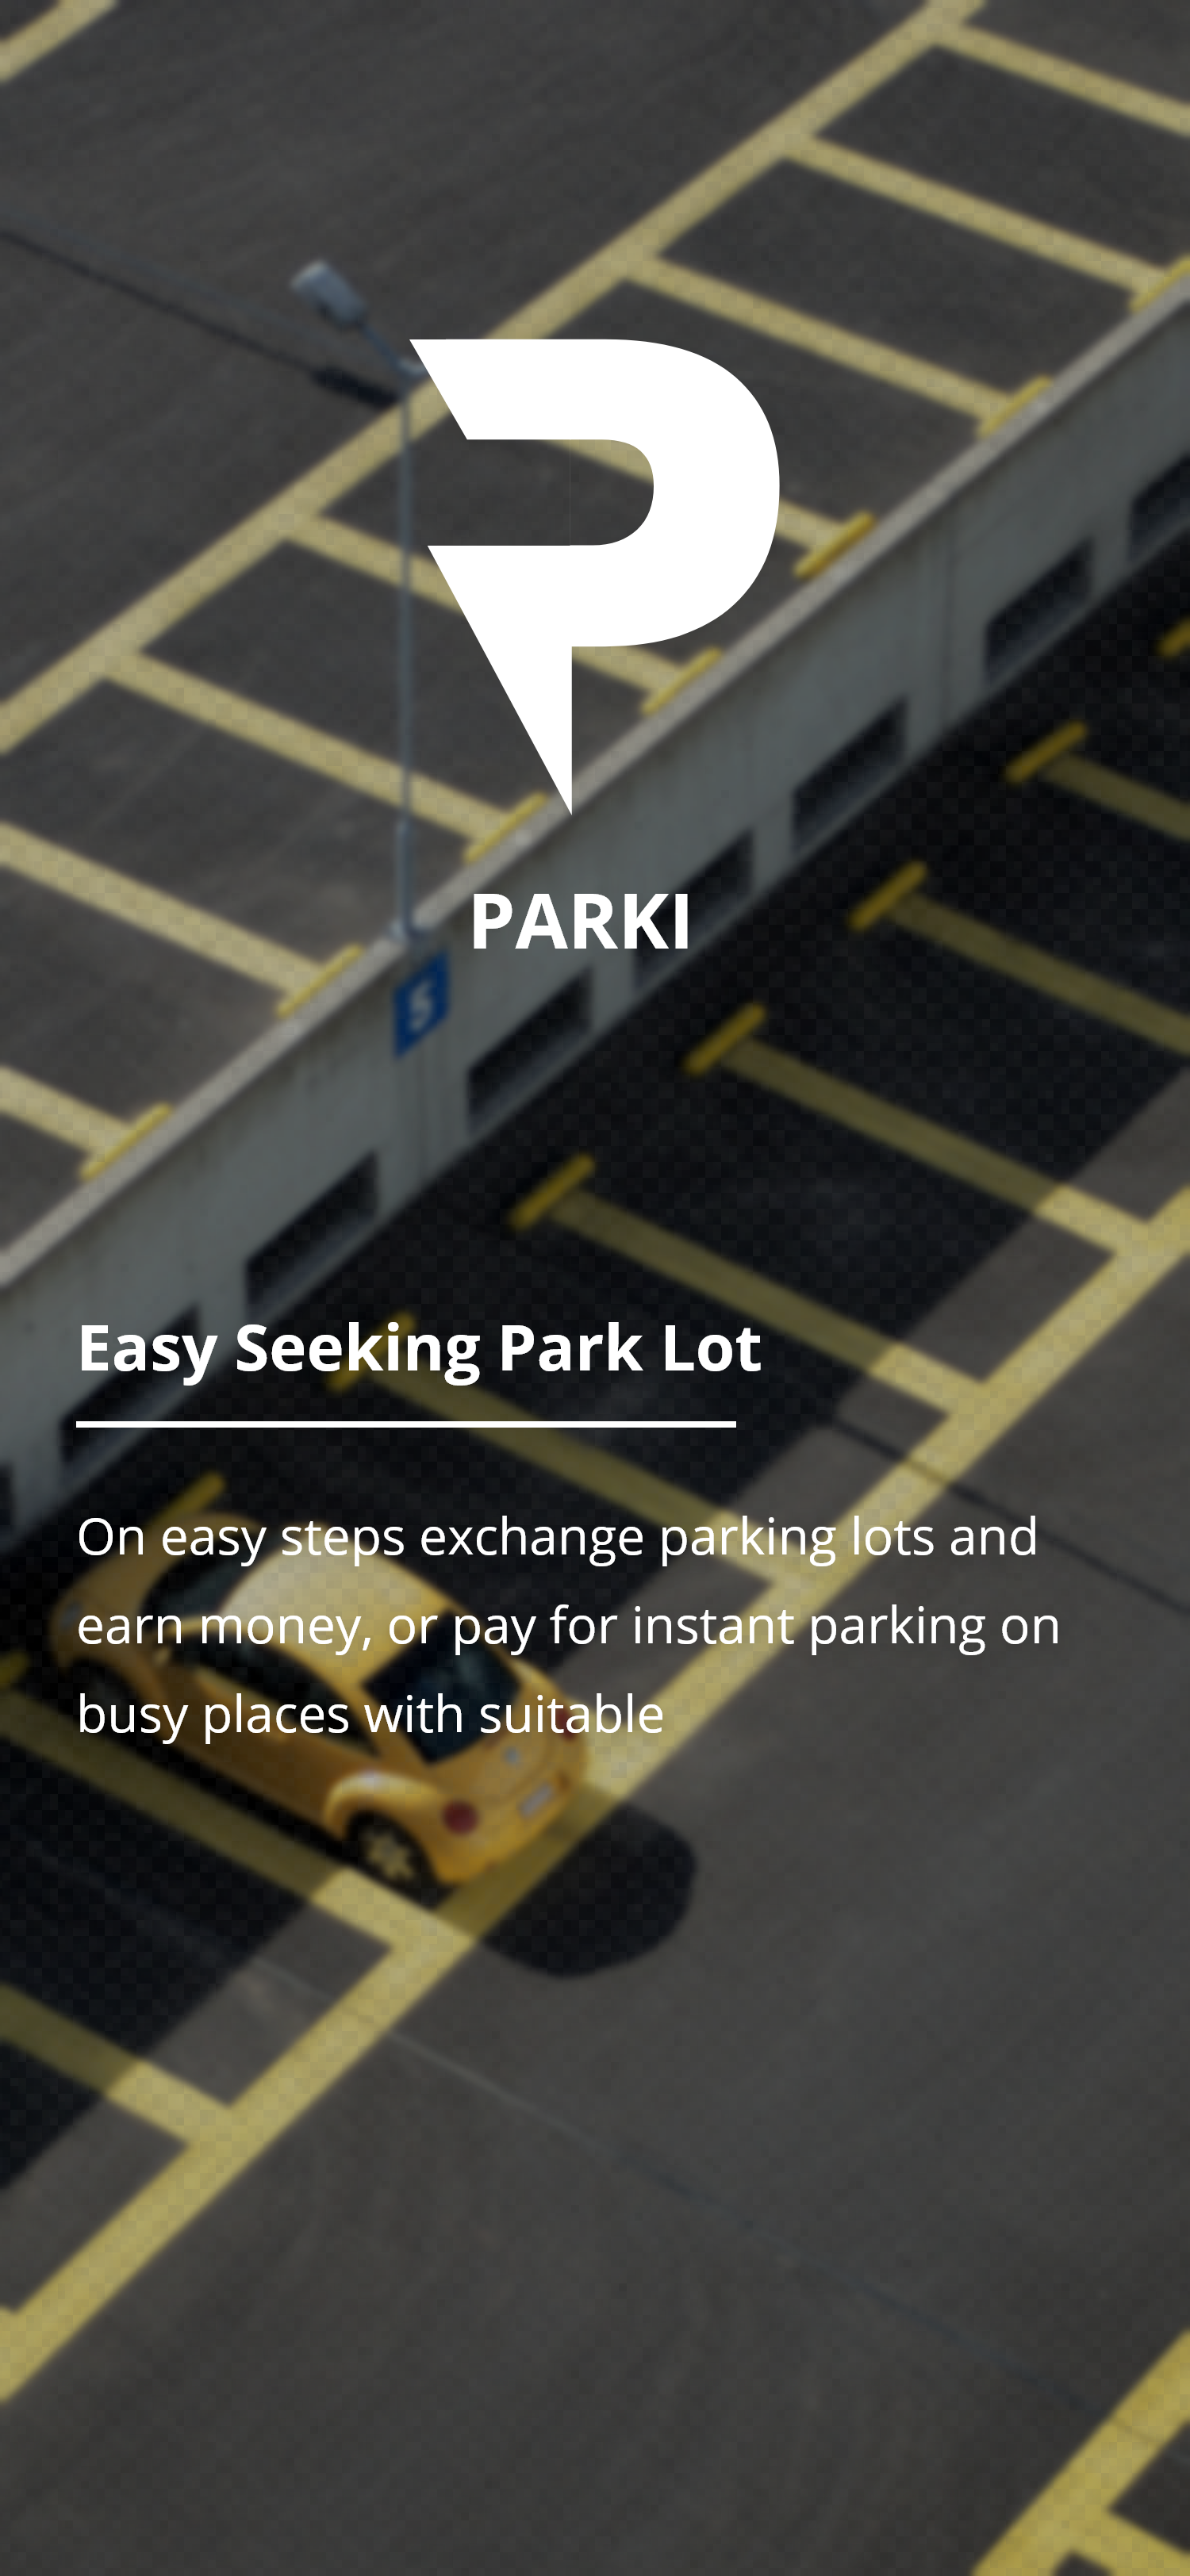 P
PARKI
5
Easy Seeking Park Lot
On easy steps exchange parking lots and
earn money, or pay for instant parking on
busy places with suitable